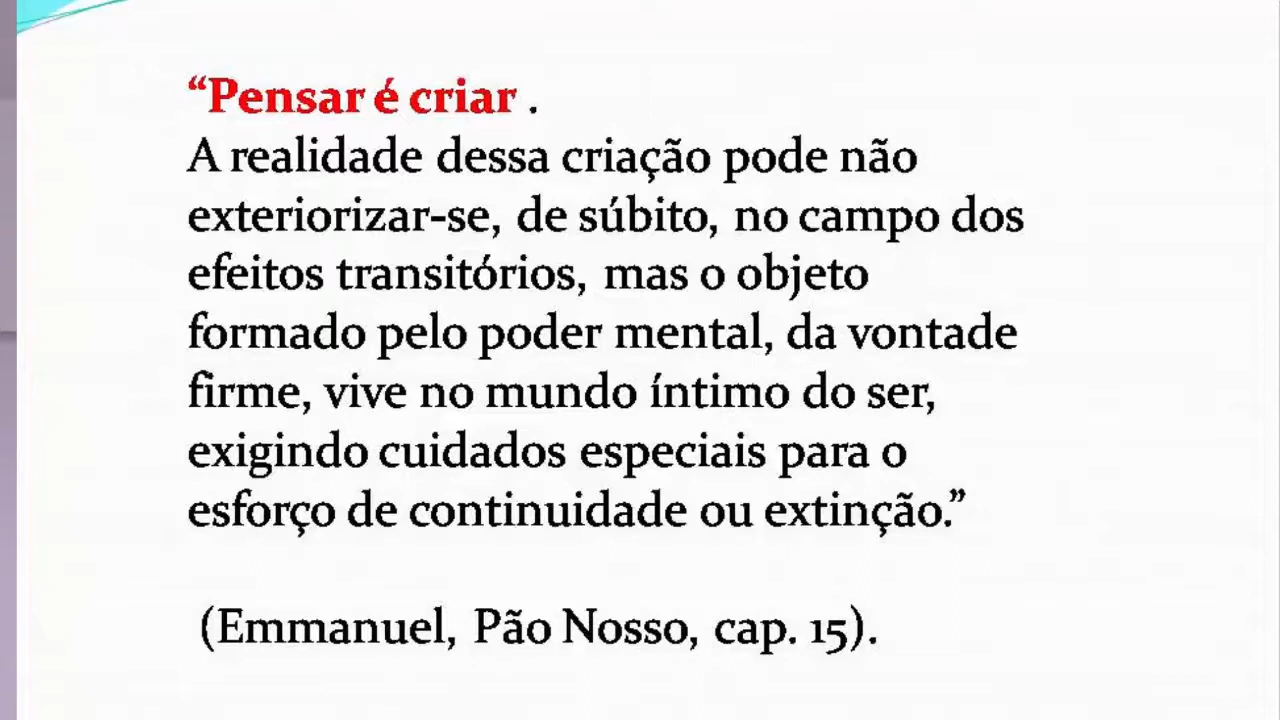 “Pensar é criar .
A realidade dessa criação pode não
exteriorizar-se, de súbito, no campo dos
efeitos transitórios, mas o objeto
formado pelo poder mental, da vontade
firme, vive no mundo íntimo do ser,
exigindo cuidados especiais para o
esforço de continuidade ou extinção.”
(Emmanuel, Pão Nosso, cap. 15).